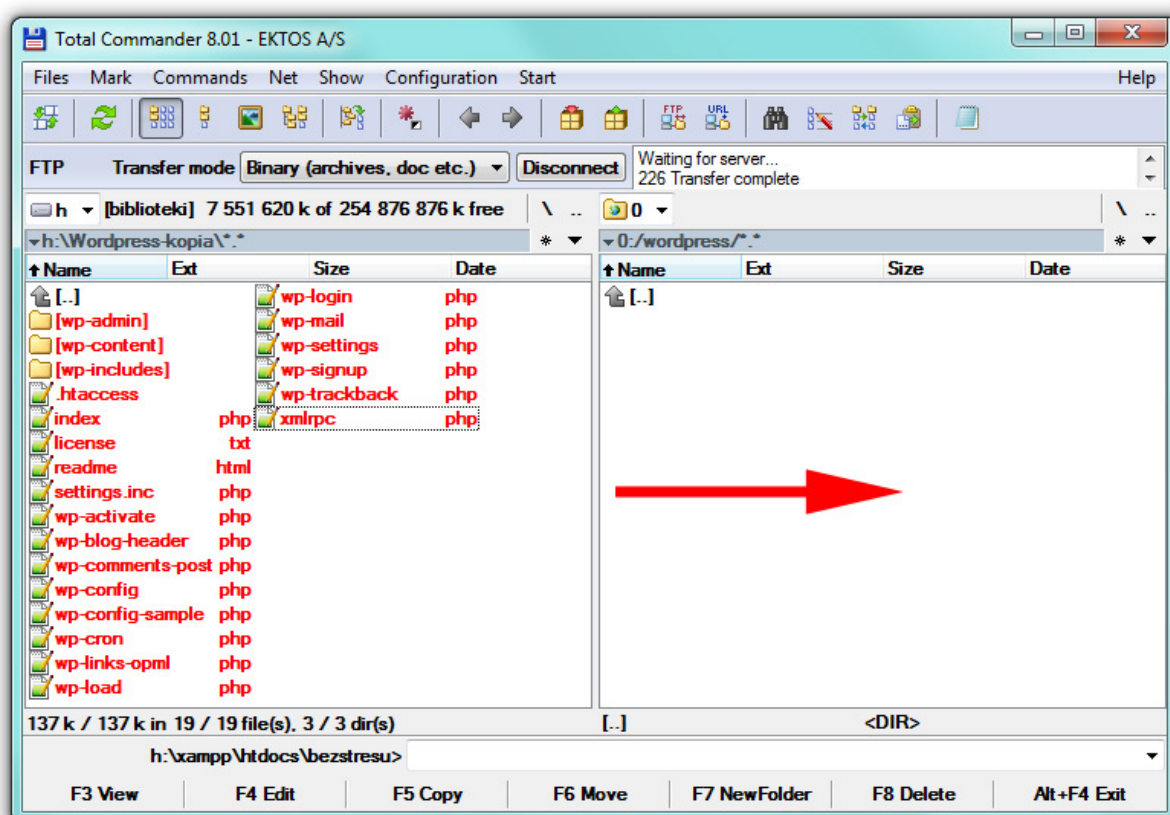 Total Commander 8.01 - EKTOS A/S
Files Mark Commands Net Show Configuration Start Help
FTP URL
FTP Transfer mode Binary (archives, doc etc.) Disconnect
Waiting for server...
226 Transfer complete
h [biblioteki] 7 551 620 k of 254 876 876 k free \ ..
0 \ ..
h:\Wordpress-kopia\*.* *
0:/wordpress/*.* *
Name Ext Size Date
[..]
[wp-admin]
[wp-content]
[wp-includes]
.htaccess
index php
license txt
readme html
settings.inc php
wp-activate php
wp-blog-header php
wp-comments-post php
wp-config php
wp-config-sample php
wp-cron php
wp-links-opml php
wp-load php
wp-login php
wp-mail php
wp-settings php
wp-signup php
wp-trackback php
xmlrpc php
137 k / 137 k in 19 / 19 file(s), 3 / 3 dir(s)
Name Ext Size Date
[..]
[..] <DIR>
h:\xampp\htdocs\bezstresu>
F3 View F4 Edit F5 Copy F6 Move F7 NewFolder F8 Delete Alt+F4 Exit